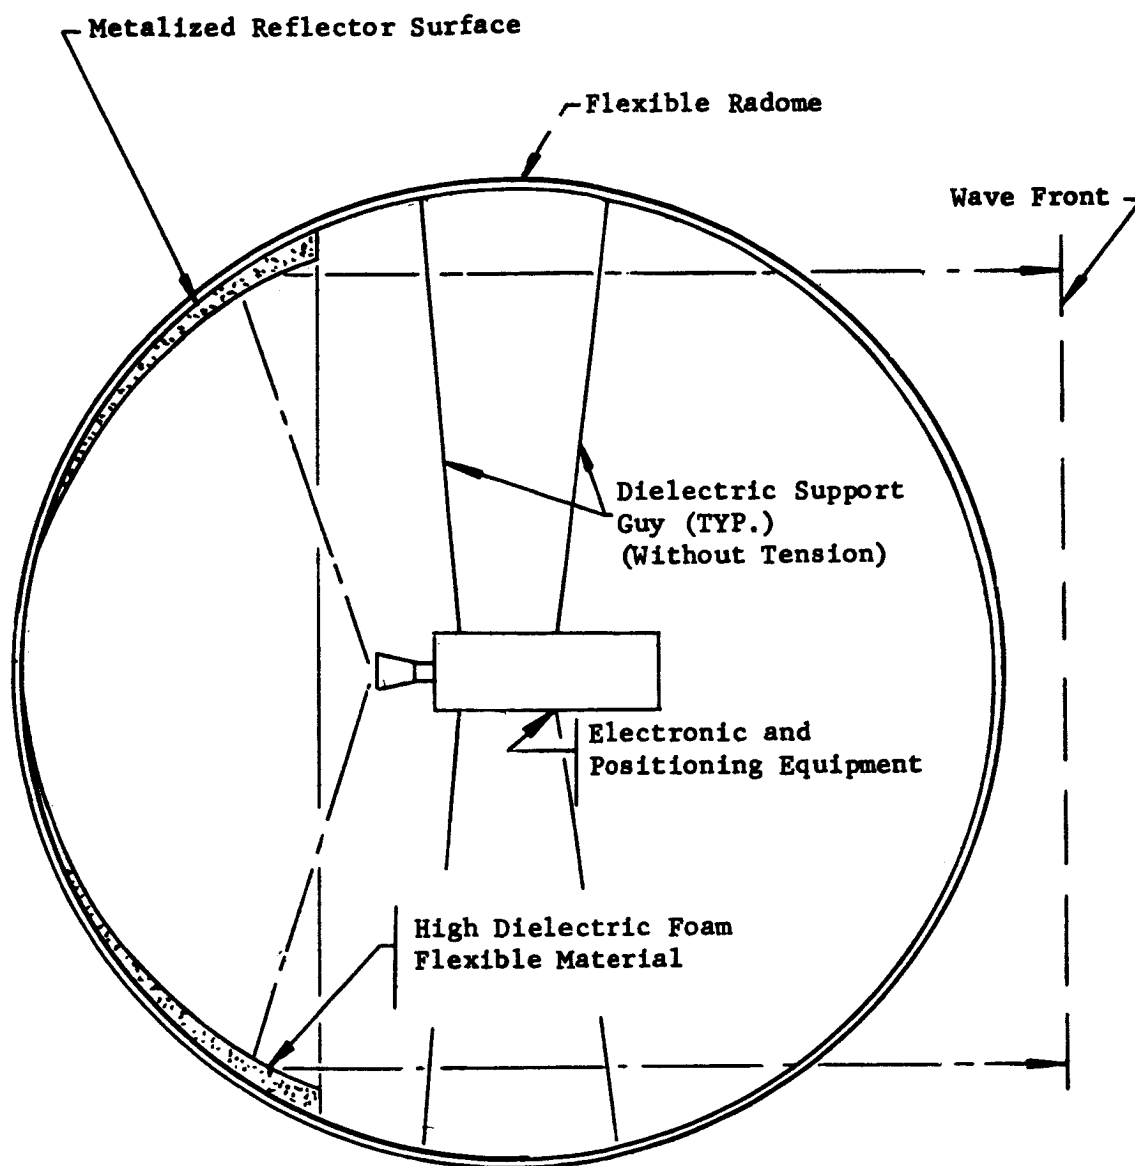 Metalized Reflector Surface
Flexible Radome
Wave Front
Dielectric Support
Guy (TYP.)
(Without Tension)
Electronic and
Positioning Equipment
High Dielectric Foam
Flexible Material